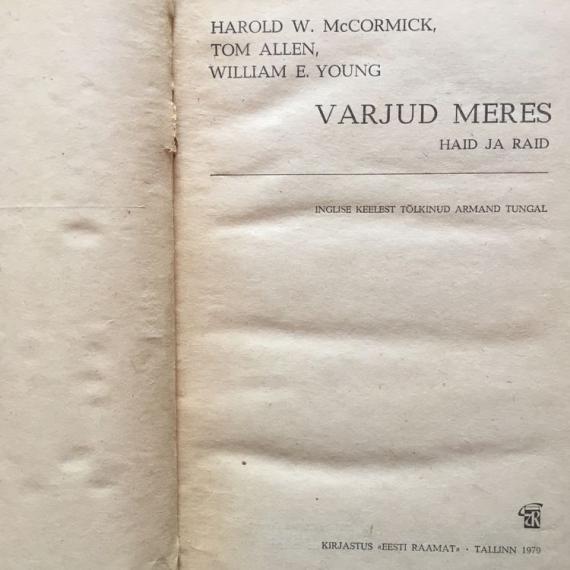 HAROLD W. McCORMICK,
TOM ALLEN,
WILLIAM E. YOUNG
VARJUD MERES
HAID JA RAID
INGLISE KEELEST TÕLKINUD ARMAND TUNGAL
KIRJASTUS «EESTI RAAMAT» · TALLINN 1970